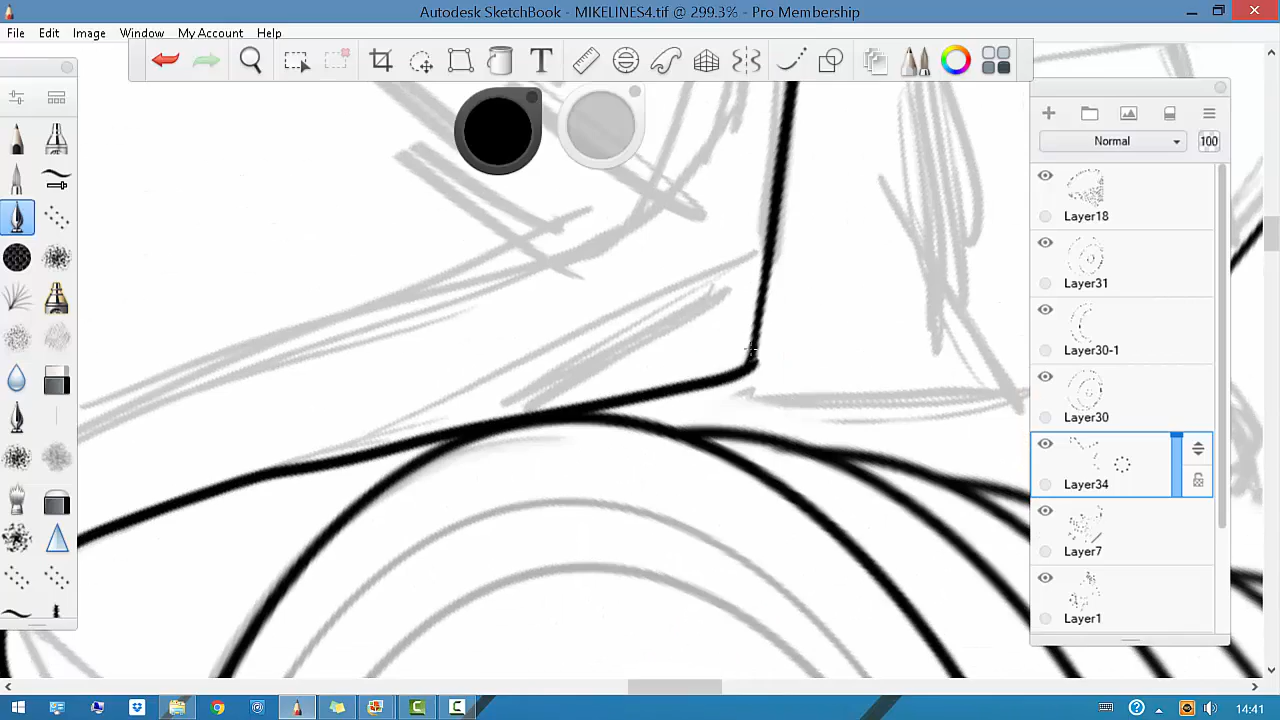 Autodesk SketchBook - MIKELINES4.tif @ 299.3% - Pro Membership
File Edit Image Window My Account Help
T
Normal 100
Layer18
Layer31
Layer30-1
Layer30
Layer34
Layer7
Layer1
14:41